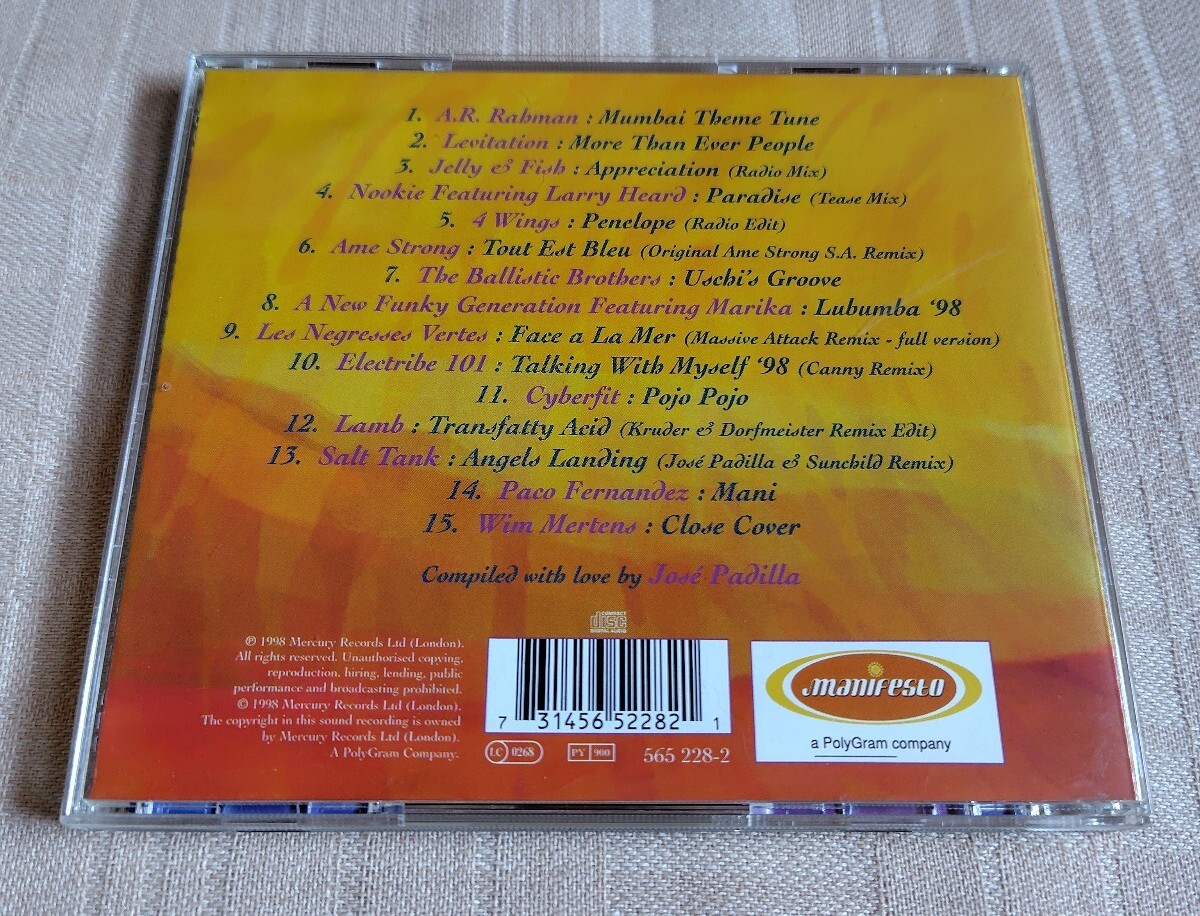 1. A.R. Rahman : Mumbai Theme Tune
2. Levitation : More Than Ever People
3. Jelly & Fish : Appreciation (Radio Mix)
4. Nookie Featuring Larry Heard : Paradise (Tease Mix)
5. 4 Wings : Penelope (Radio Edit)
6. Ame Strong : Tout Est Bleu (Original Ame Strong S.A. Remix)
7. The Ballistic Brothers : Uschi's Groove
8. A New Funky Generation Featuring Marika : Lubumba '98
9. Les Negresses Vertes : Face a La Mer (Massive Attack Remix - full version)
10. Electribe 101 : Talking With Myself '98 (Canny Remix)
11. Cyberfit : Pojo Pojo
12. Lamb : Transfatty Acid (Kruder & Dorfmeister Remix Edit)
13. Salt Tank : Angels Landing (José Padilla & Sunchild Remix)
14. Paco Fernandez : Mani
15. Wim Mertens : Close Cover
Compiled with love by José Padilla
COMPACT
disc
DIGITAL AUDIO
℗ 1998 Mercury Records Ltd (London).
All rights reserved. Unauthorised copying,
reproduction, hiring, lending, public
performance and broadcasting prohibited.
© 1998 Mercury Records Ltd (London).
The copyright in this sound recording is owned
by Mercury Records Ltd (London).
A PolyGram Company.
7 31456 52282 1
LC 0268 PY 900 565 228-2
manifesto
a PolyGram company